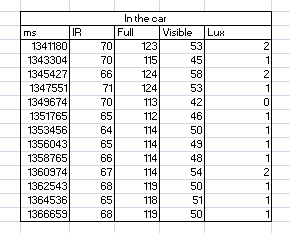 In the car
ms IR Full Visible Lux
1341180 70 123 53 2
1343304 70 115 45 1
1345427 66 124 58 2
1347551 71 124 53 1
1349674 70 113 42 0
1351765 65 112 46 1
1353456 64 114 50 1
1356043 65 114 49 1
1358765 66 114 48 1
1360974 67 114 54 2
1362543 68 119 50 1
1364536 65 118 51 1
1366659 68 119 50 1